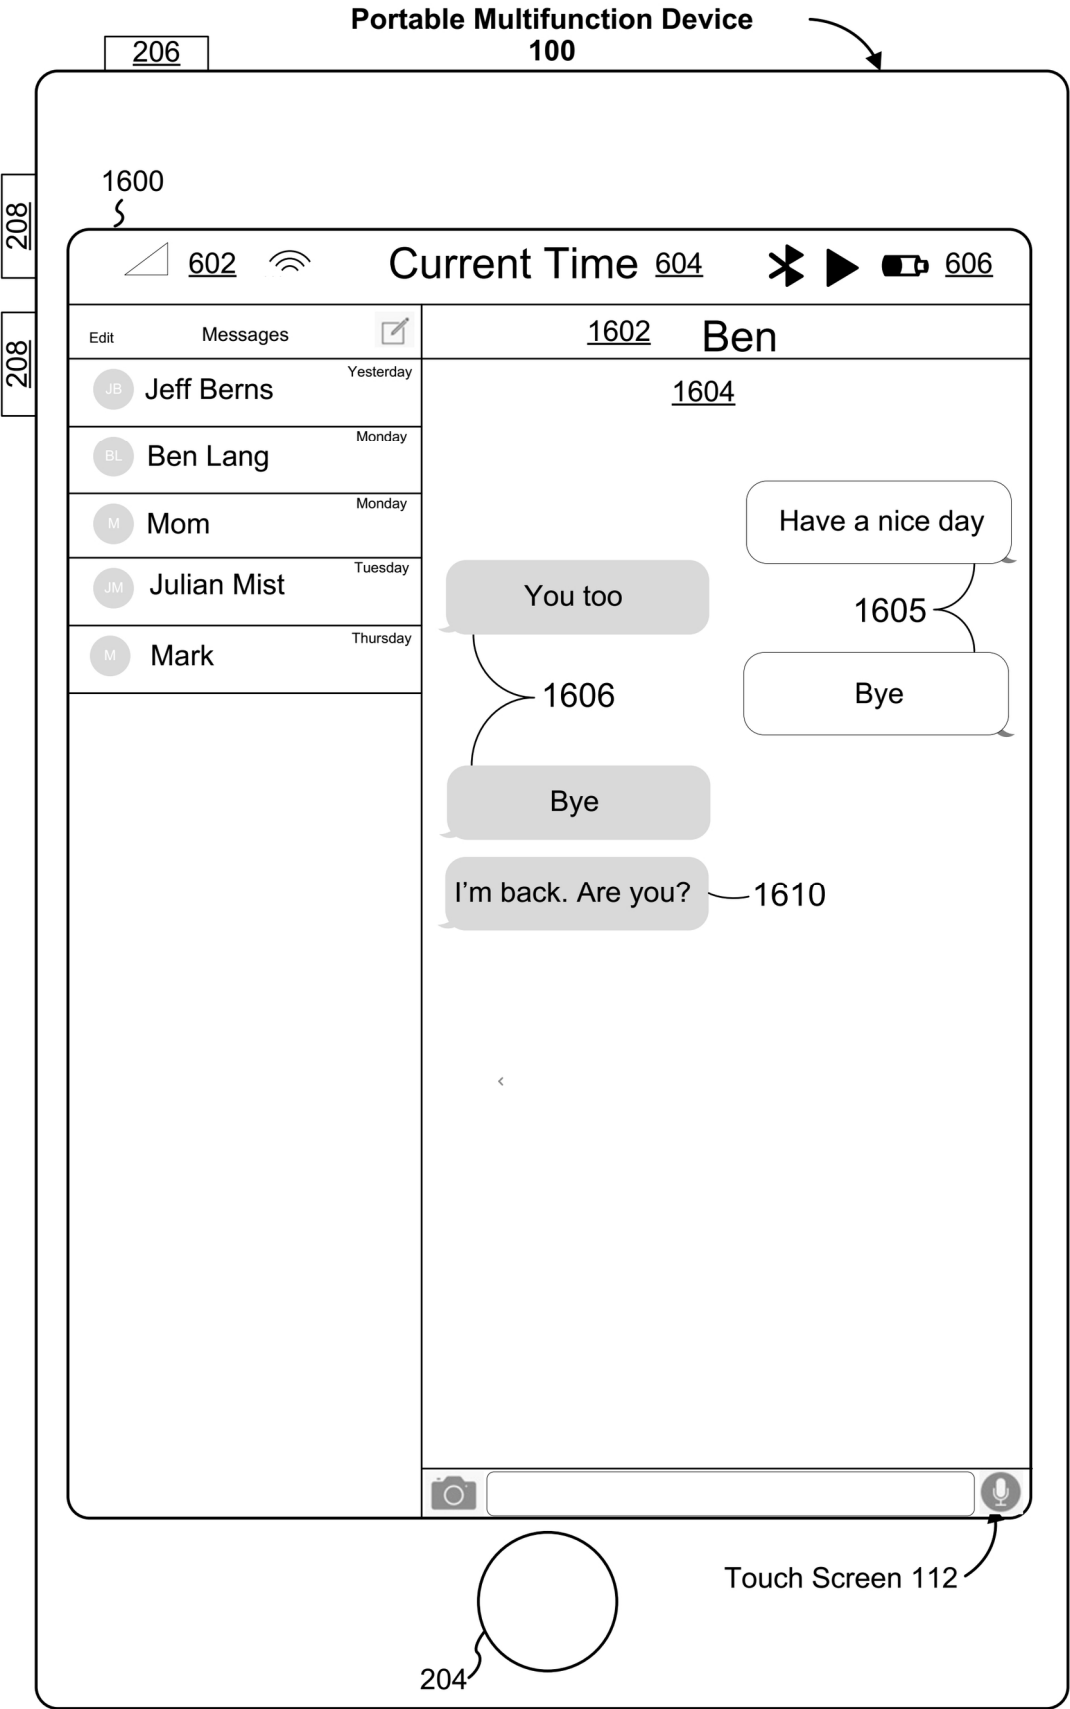 Portable Multifunction Device
100
206
208
208
1600
602
Current Time 604
606
Edit
Messages
1602 Ben
Yesterday
JB Jeff Berns
Monday
BL Ben Lang
Monday
M Mom
Tuesday
JM Julian Mist
Thursday
M Mark
1604
Have a nice day
You too
1605
Bye
1606
Bye
I'm back. Are you?
1610
<
Touch Screen 112
204